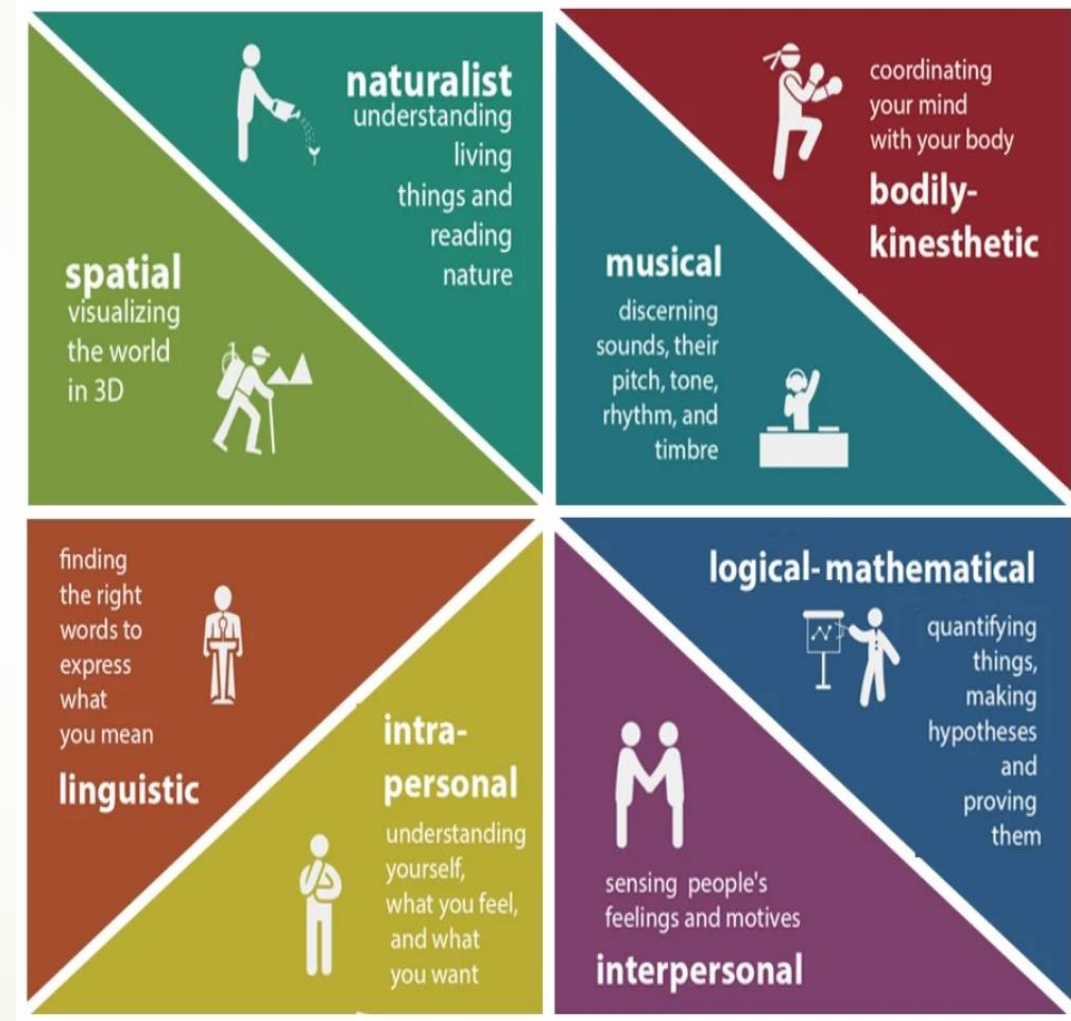 naturalist
understanding
living
things and
reading
nature
spatial
visualizing
the world
in 3D
coordinating
your mind
with your body
bodily-
kinesthetic
musical
discerning
sounds, their
pitch, tone,
rhythm, and
timbre
finding
the right
words to
express
what
you mean
linguistic
intra-
personal
understanding
yourself,
what you feel,
and what
you want
logical-mathematical
quantifying
things,
making
hypotheses
and
proving
them
sensing people's
feelings and motives
interpersonal